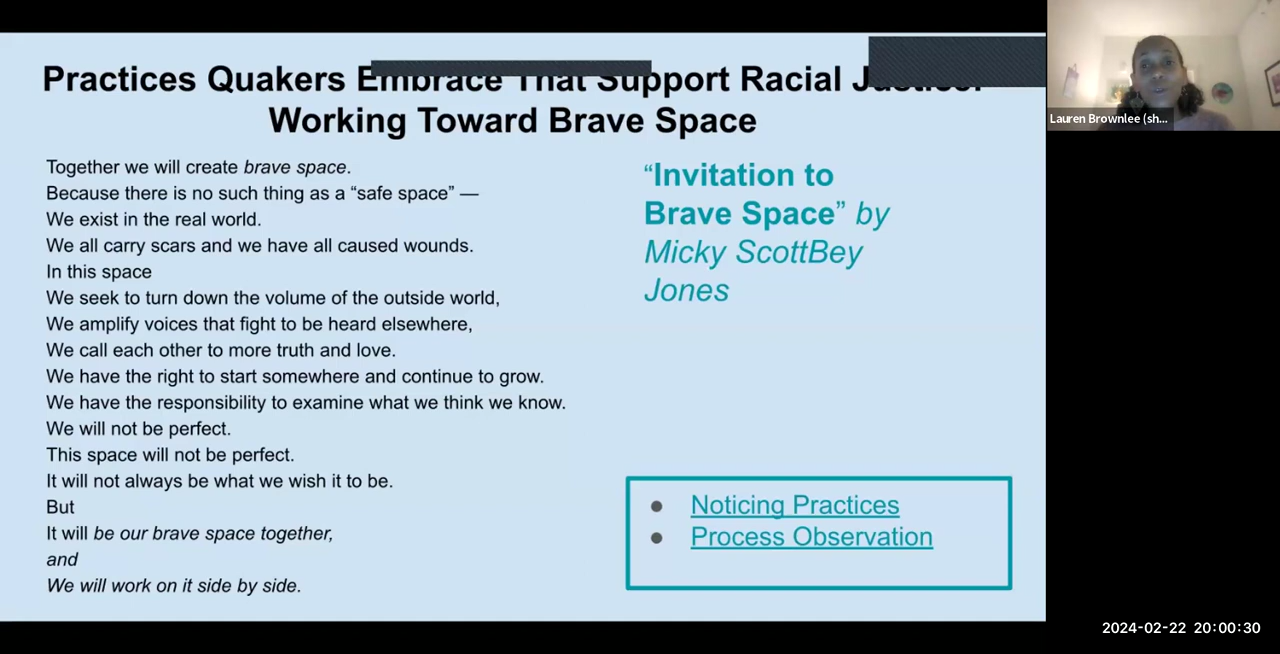 Practices Quakers Embrace That Support Racial Justice:
Working Toward Brave Space
Together we will create brave space.
Because there is no such thing as a “safe space” —
We exist in the real world.
We all carry scars and we have all caused wounds.
In this space
We seek to turn down the volume of the outside world,
We amplify voices that fight to be heard elsewhere,
We call each other to more truth and love.
We have the right to start somewhere and continue to grow.
We have the responsibility to examine what we think we know.
We will not be perfect.
This space will not be perfect.
It will not always be what we wish it to be.
But
It will be our brave space together,
and
We will work on it side by side.
“Invitation to
Brave Space” by
Micky ScottBey
Jones
Noticing Practices
Process Observation
Lauren Brownlee (sh...
2024-02-22 20:00:30